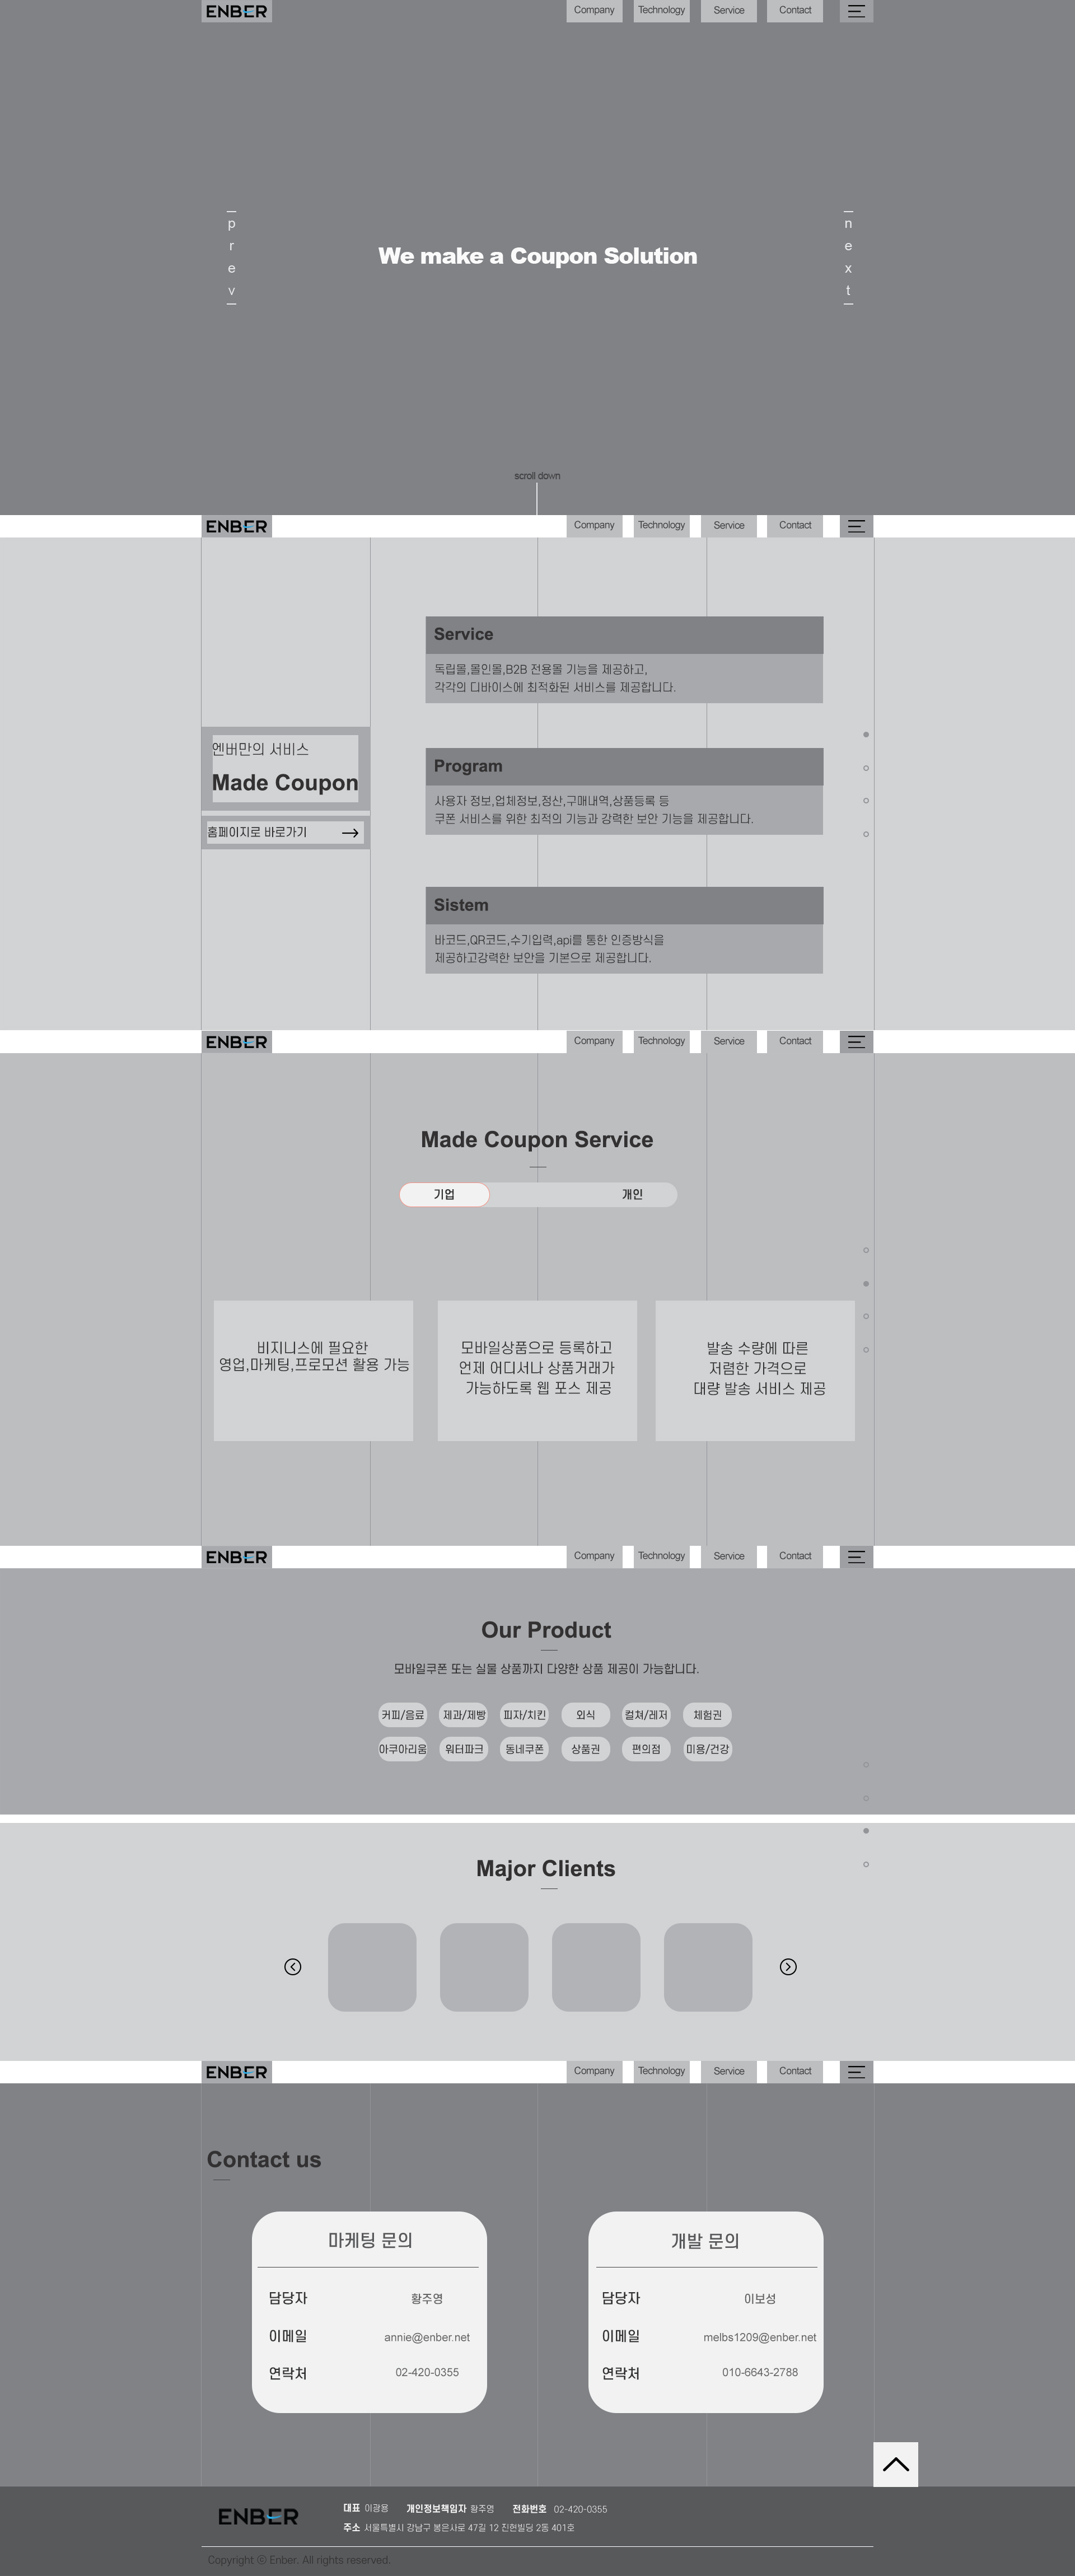 ENBER Company Technology Service Contact
prev
We make a Coupon Solution
next
scroll down
ENBER Company Technology Service Contact
Service
독립몰,몰인몰,B2B 전용몰 기능을 제공하고,
각각의 디바이스에 최적화된 서비스를 제공합니다.
엔버만의 서비스
Made Coupon
홈페이지로 바로가기
Program
사용자 정보,업체정보,정산,구매내역,상품등록 등
쿠폰 서비스를 위한 최적의 기능과 강력한 보안 기능을 제공합니다.
Sistem
바코드,QR코드,수기입력,api를 통한 인증방식을
제공하고강력한 보안을 기본으로 제공합니다.
ENBER Company Technology Service Contact
Made Coupon Service
기업 개인
비지니스에 필요한
영업,마케팅,프로모션 활용 가능
모바일상품으로 등록하고
언제 어디서나 상품거래가
가능하도록 웹 포스 제공
발송 수량에 따른
저렴한 가격으로
대량 발송 서비스 제공
ENBER Company Technology Service Contact
Our Product
모바일쿠폰 또는 실물 상품까지 다양한 상품 제공이 가능합니다.
커피/음료 제과/제빵 피자/치킨 외식 컬쳐/레저 체험권
아쿠아리움 워터파크 동네쿠폰 상품권 편의점 미용/건강
Major Clients
ENBER Company Technology Service Contact
Contact us
마케팅 문의
담당자 황주영
이메일 annie@enber.net
연락처 02-420-0355
개발 문의
담당자 이보성
이메일 melbs1209@enber.net
연락처 010-6643-2788
ENBER
대표 이광용 개인정보책임자 황주영 전화번호 02-420-0355
주소 서울특별시 강남구 봉은사로 47길 12 진현빌딩 2동 401호
Copyright ⓒ Enber. All rights reserved.